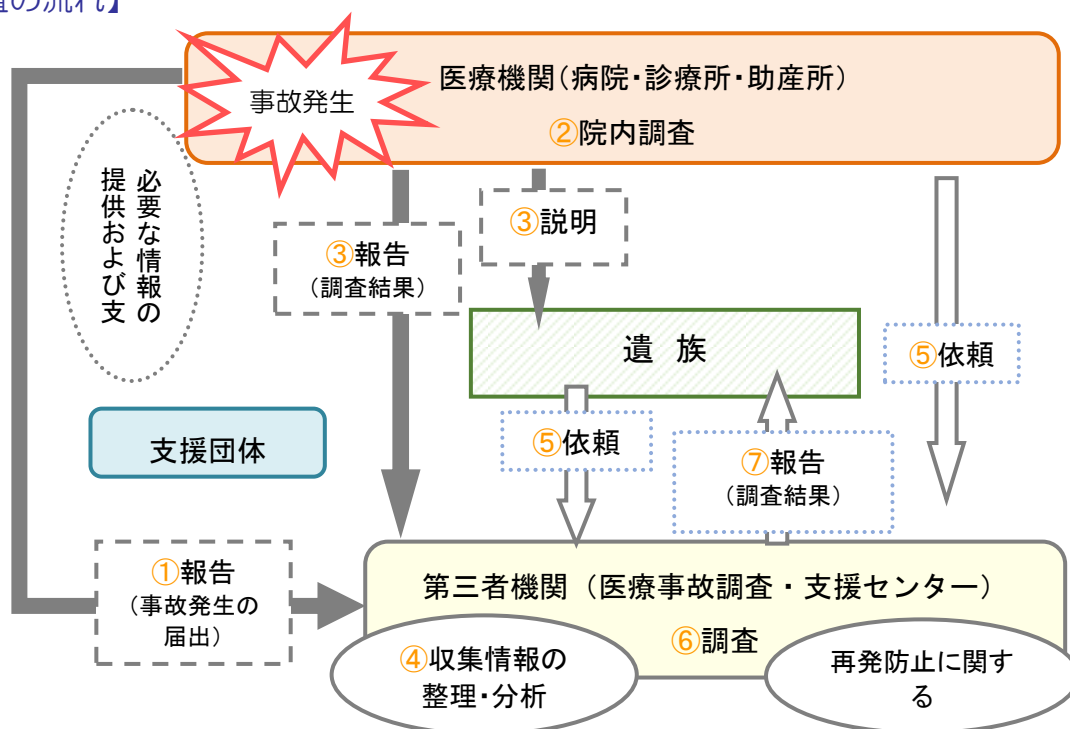 査の流れ】
事故発生
医療機関（病院・診療所・助産所）
②院内調査
必要な情報の
提供および支
③報告
（調査結果）
③説明
遺 族
⑤依頼
⑤依頼
⑦報告
（調査結果）
支援団体
①報告
（事故発生の
届出）
第三者機関（医療事故調査・支援センター）
⑥調査
④収集情報の
整理・分析
再発防止に関す
る